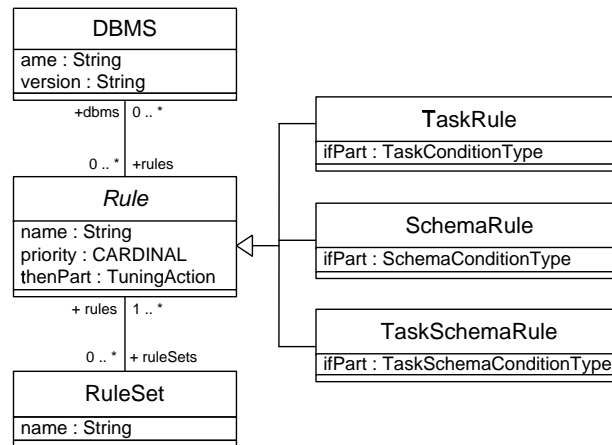 DBMS
ame : String
version : String
+dbms 0 .. *
0 .. * +rules
Rule
name : String
priority : CARDINAL
thenPart : TuningAction
+ rules 1 .. *
0 .. * + ruleSets
RuleSet
name : String
TaskRule
ifPart : TaskConditionType
SchemaRule
ifPart : SchemaConditionType
TaskSchemaRule
ifPart : TaskSchemaConditionType